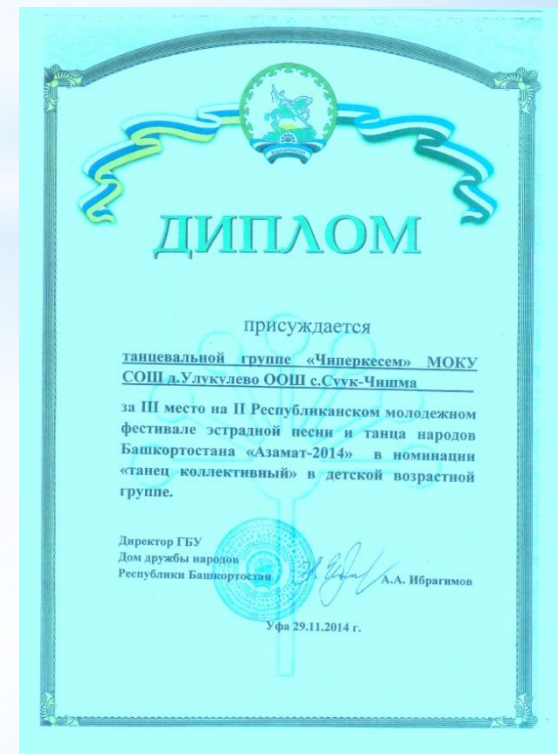 ДИПЛОМ
присуждается
танцевальной группе «Чиперкесем» МОКУ
СОШ д.Улукулево ООШ с.Суук-Чишма
за III место на II Республиканском молодежном
фестивале эстрадной песни и танца народов
Башкортостана «Азамат-2014» в номинации
«танец коллективный» в детской возрастной
группе.
Директор ГБУ
Дом дружбы народов
Республики Башкортостан
А.А. Ибрагимов
Уфа 29.11.2014 г.